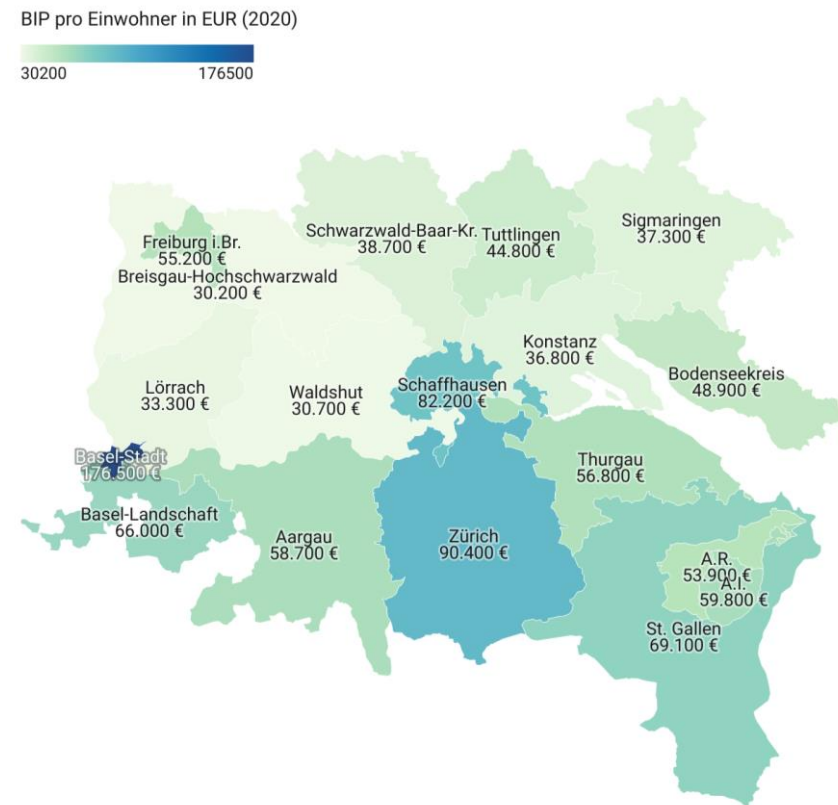 BIP pro Einwohner in EUR (2020)
30200 176500
Sigmaringen
37.300 €
Schwarzwald-Baar-Kr.
38.700 €
Tuttlingen
44.800 €
Freiburg i.Br.
55.200 €
Breisgau-Hochschwarzwald
30.200 €
Konstanz
36.800 €
Bodenseekreis
48.900 €
Lörrach
33.300 €
Waldshut
30.700 €
Schaffhausen
82.200 €
Basel-Stadt
176.500 €
Thurgau
56.800 €
Basel-Landschaft
66.000 €
Aargau
58.700 €
Zürich
90.400 €
A.R.
53.900 €
A.I.
59.800 €
St. Gallen
69.100 €